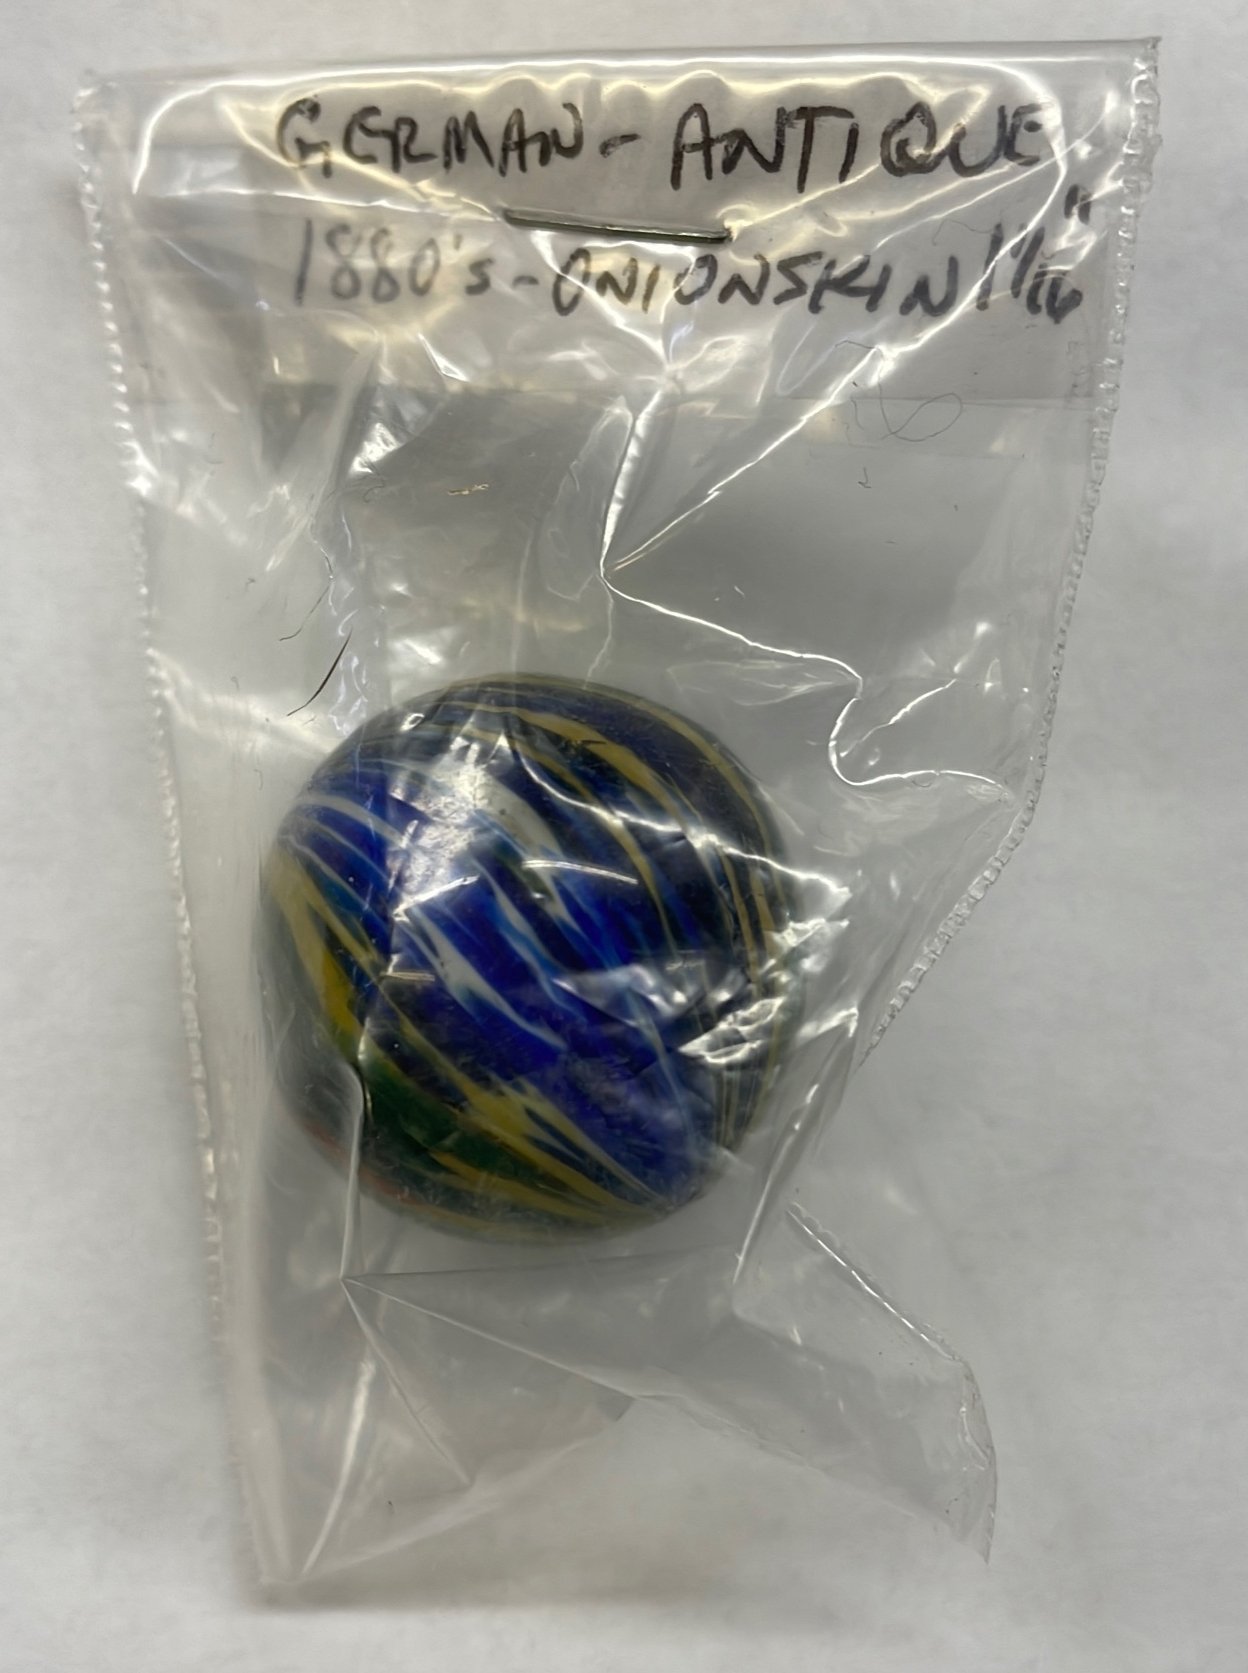 GERMAN - ANTIQUE
1880's - ONIONSKIN 1 1/16"